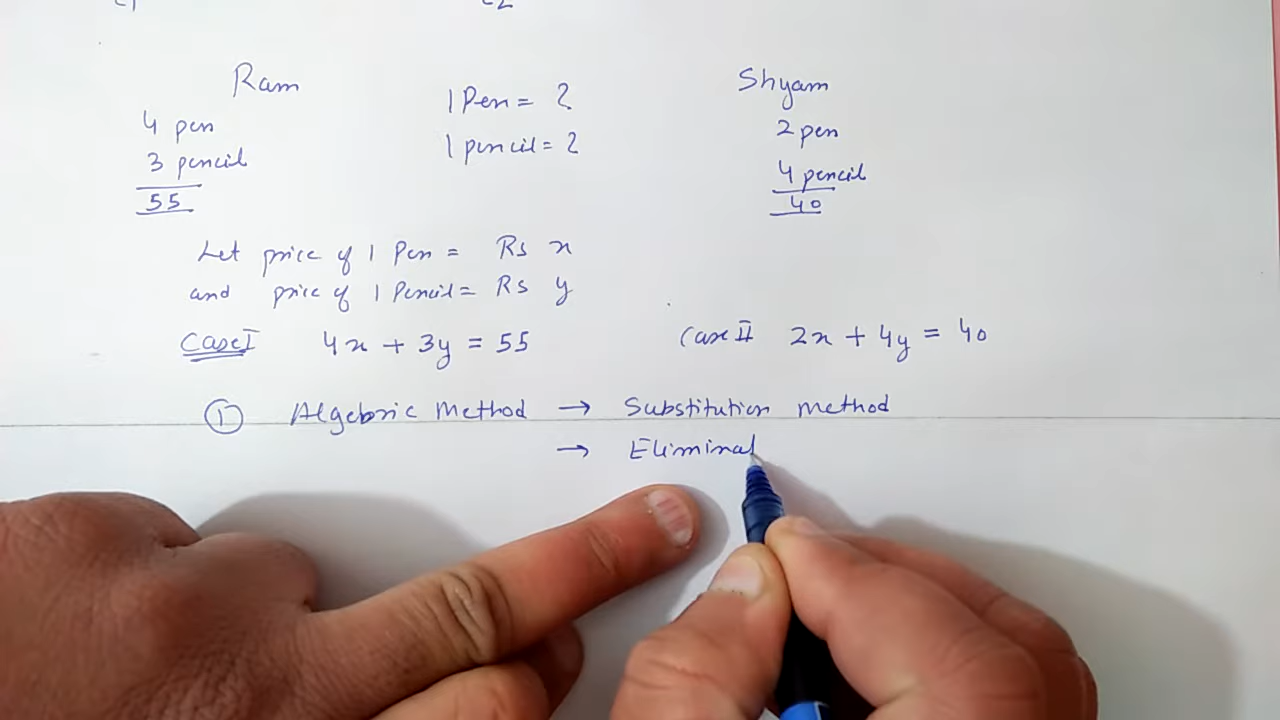 Ram
4 pen
3 pencil
55
1 Pen = 2
1 pencil = 2
Shyam
2 pen
4 pencil
40
Let price of 1 Pen = Rs x
and price of 1 Pencil = Rs y
Case I 4x + 3y = 55
Case II 2x + 4y = 40
① Algebric Method → Substitution method
→ Eliminat